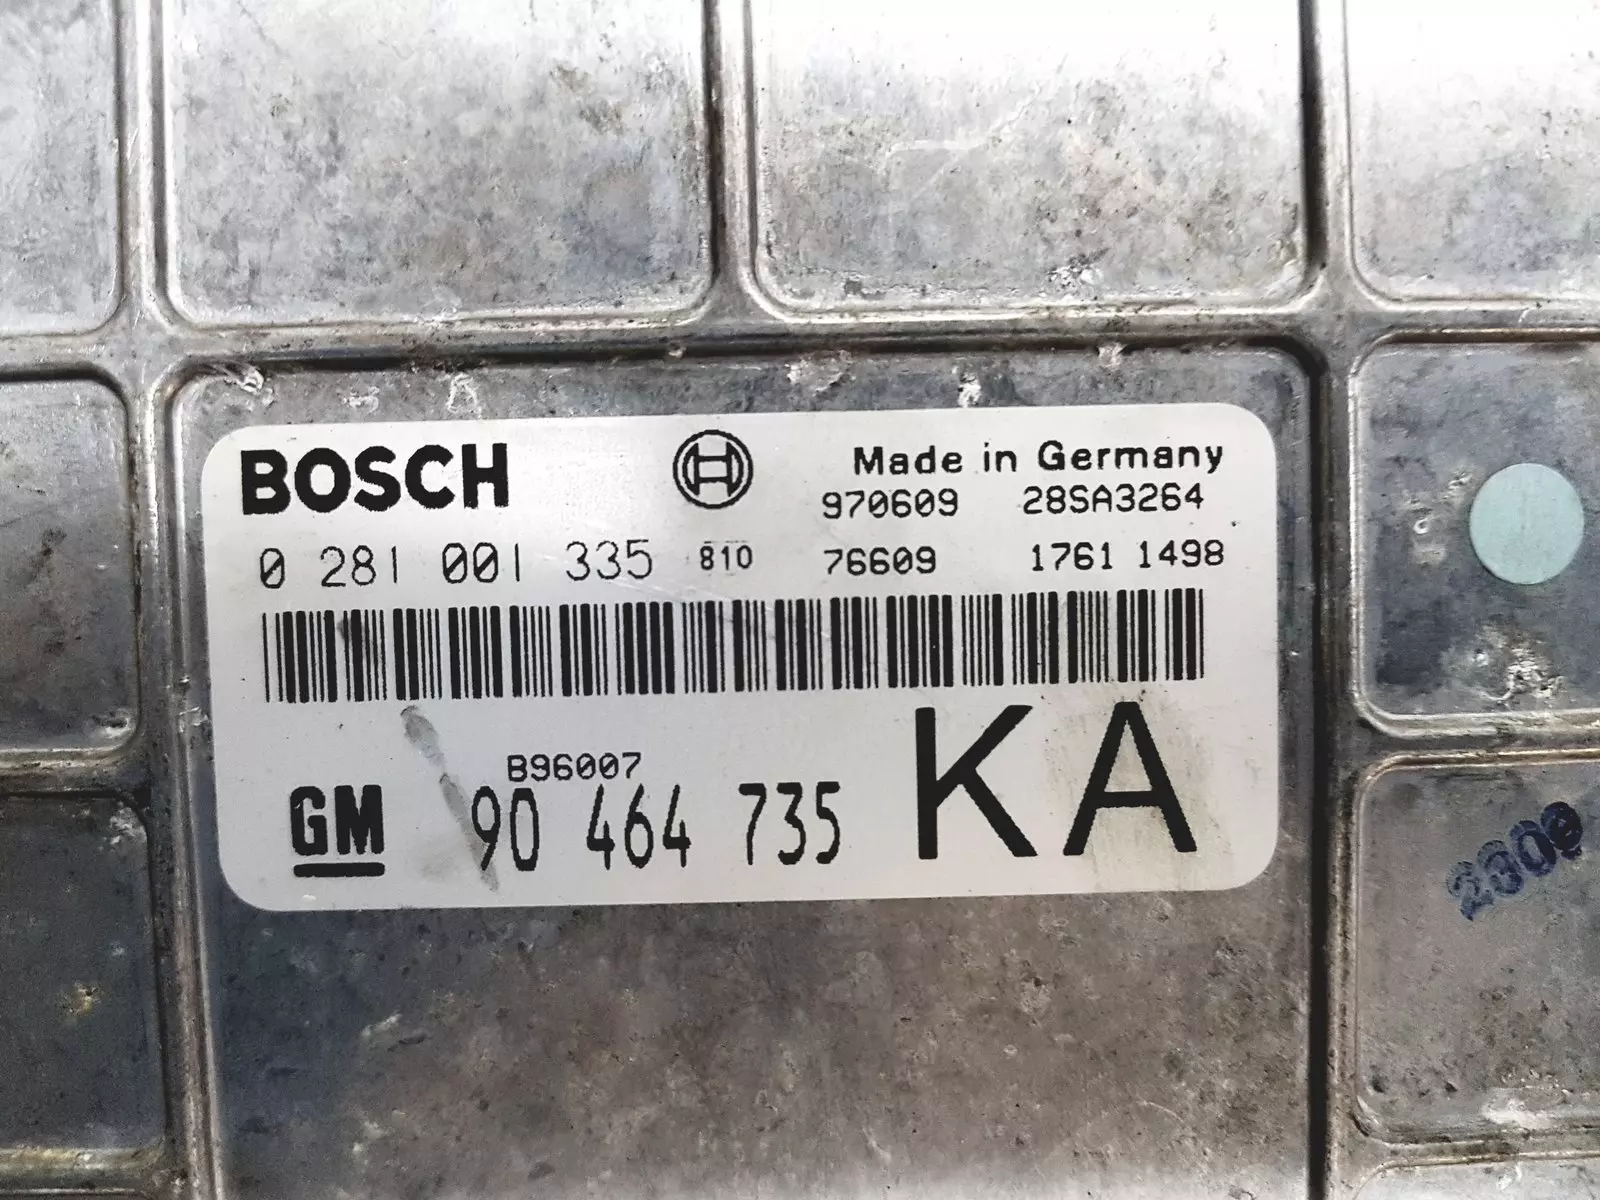 BOSCH
Made in Germany
970609 28SA3264
0 281 001 335 810 76609 1761 1498
B96007
GM 90 464 735 KA